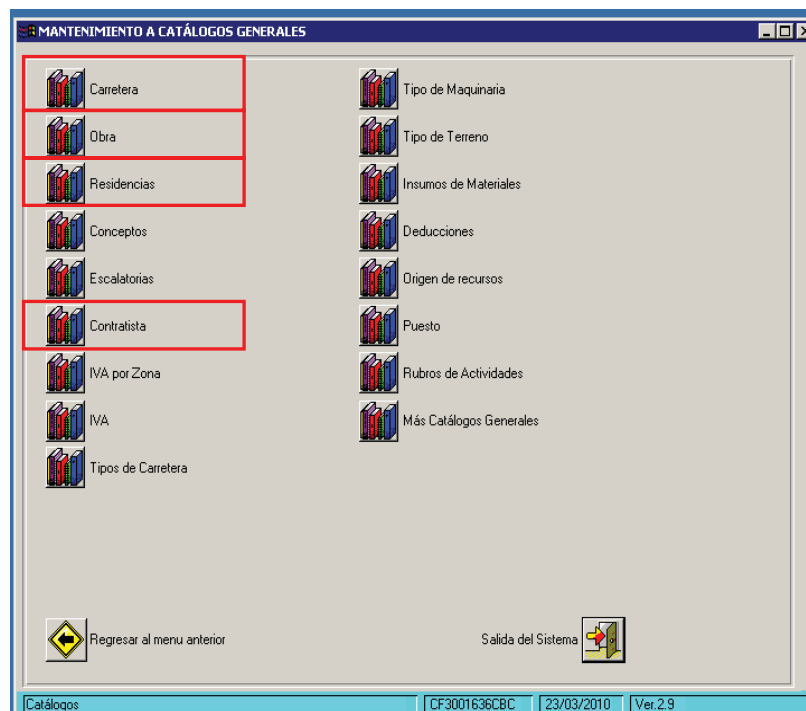 MANTENIMIENTO A CATÁLOGOS GENERALES
Carretera
Obra
Residencias
Conceptos
Escalatorias
Contratista
IVA por Zona
IVA
Tipos de Carretera
Tipo de Maquinaria
Tipo de Terreno
Insumos de Materiales
Deducciones
Origen de recursos
Puesto
Rubros de Actividades
Más Catálogos Generales
Regresar al menu anterior
Salida del Sistema
Catálogos CF3001636CBC 23/03/2010 Ver.2.9